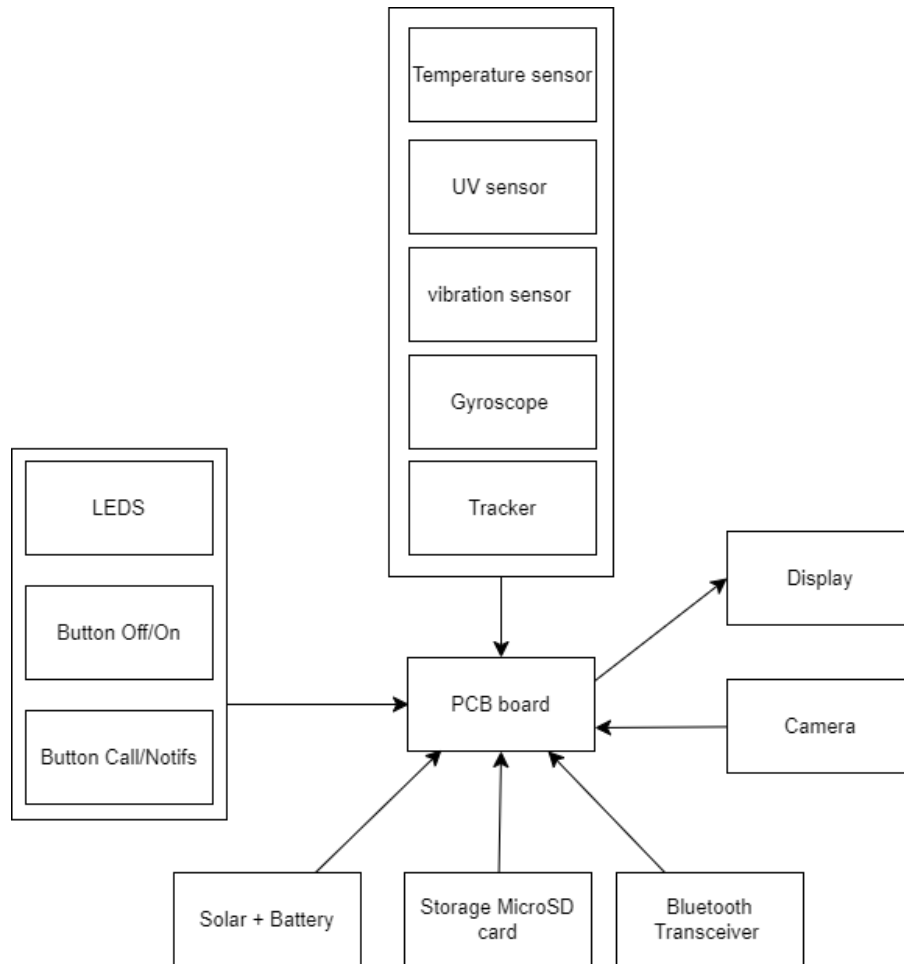 Temperature sensor
UV sensor
vibration sensor
Gyroscope
Tracker
LEDS
Button Off/On
Button Call/Notifs
PCB board
Display
Camera
Solar + Battery
Storage MicroSD
card
Bluetooth
Transceiver